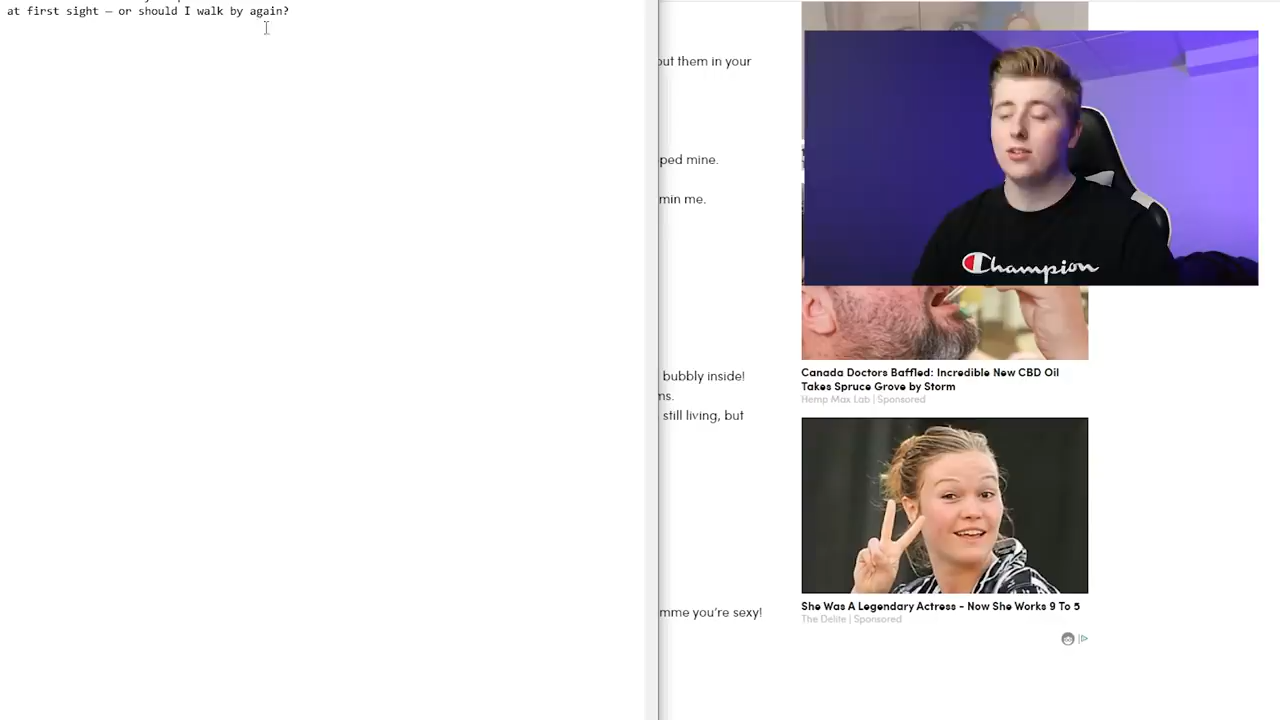 at first sight — or should I walk by again?
out them in your
ped mine.
min me.
bubbly inside!
ns.
still living, but
mme you're sexy!
Champion
Canada Doctors Baffled: Incredible New CBD Oil
Takes Spruce Grove by Storm
Hemp Max Lab | Sponsored
She Was A Legendary Actress - Now She Works 9 To 5
The Delite | Sponsored